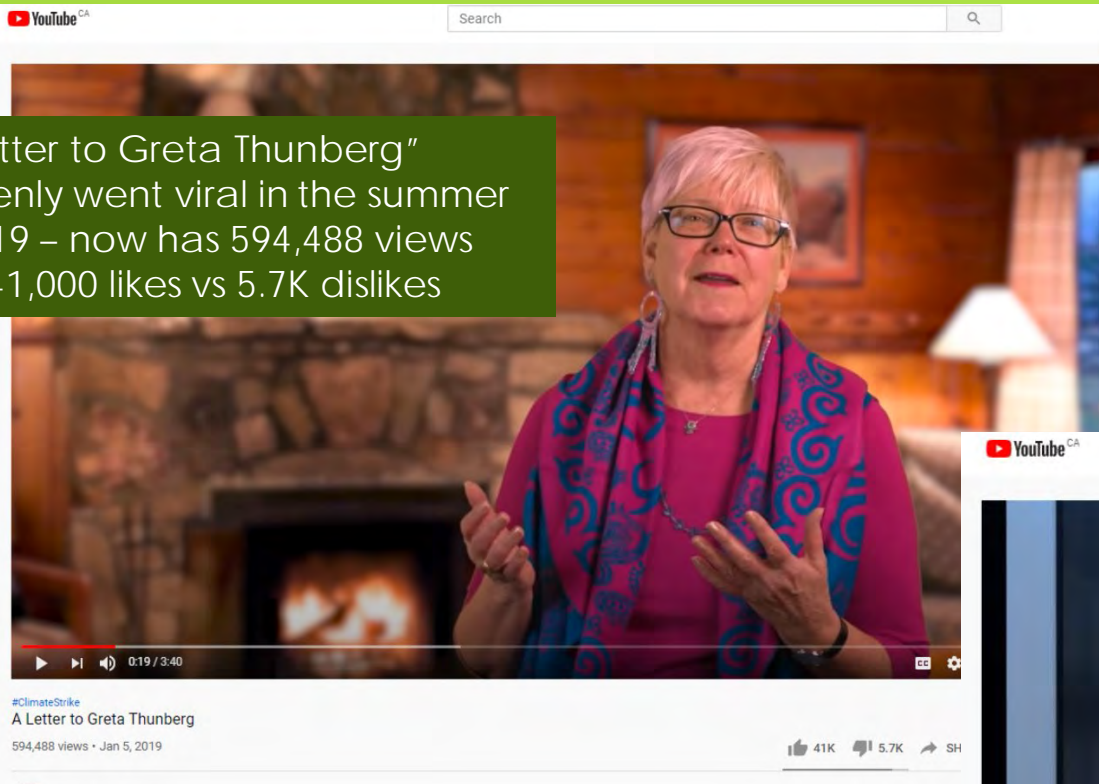 YouTube CA
Search
tter to Greta Thunberg"
enly went viral in the summer
19 – now has 594,488 views
41,000 likes vs 5.7K dislikes
0:19 / 3:40
CC
YouTube CA
#ClimateStrike
A Letter to Greta Thunberg
594,488 views • Jan 5, 2019
41K 5.7K SH